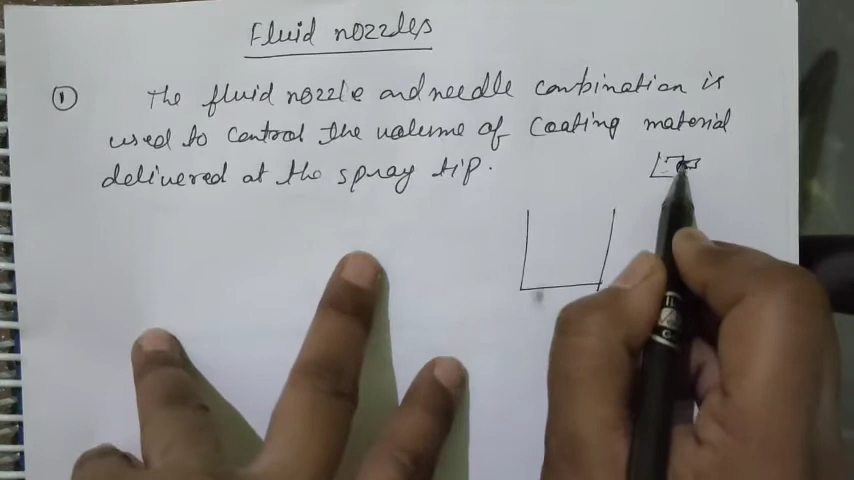 Fluid nozzles
① The fluid nozzle and needle combination is
used to control the volume of coating material
delivered at the spray tip.